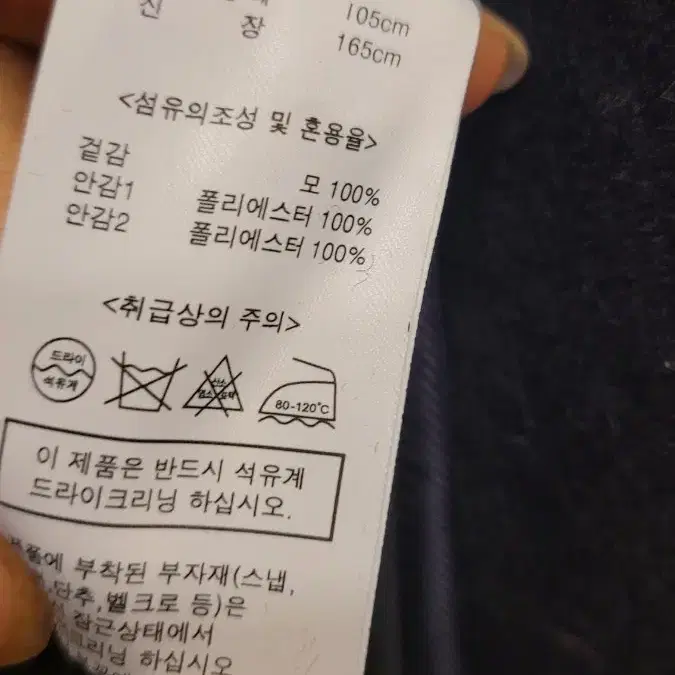 신 장 105cm
165cm
<섬유의조성 및 혼용율>
겉감 모 100%
안감1 폴리에스터 100%
안감2 폴리에스터 100%
<취급상의 주의>
드라이
석유계
80-120°C
이 제품은 반드시 석유계
드라이크리닝 하십시오.
부착된 부자재(스냅,
단추,벨크로 등)은
잠근상태에서
하십시오